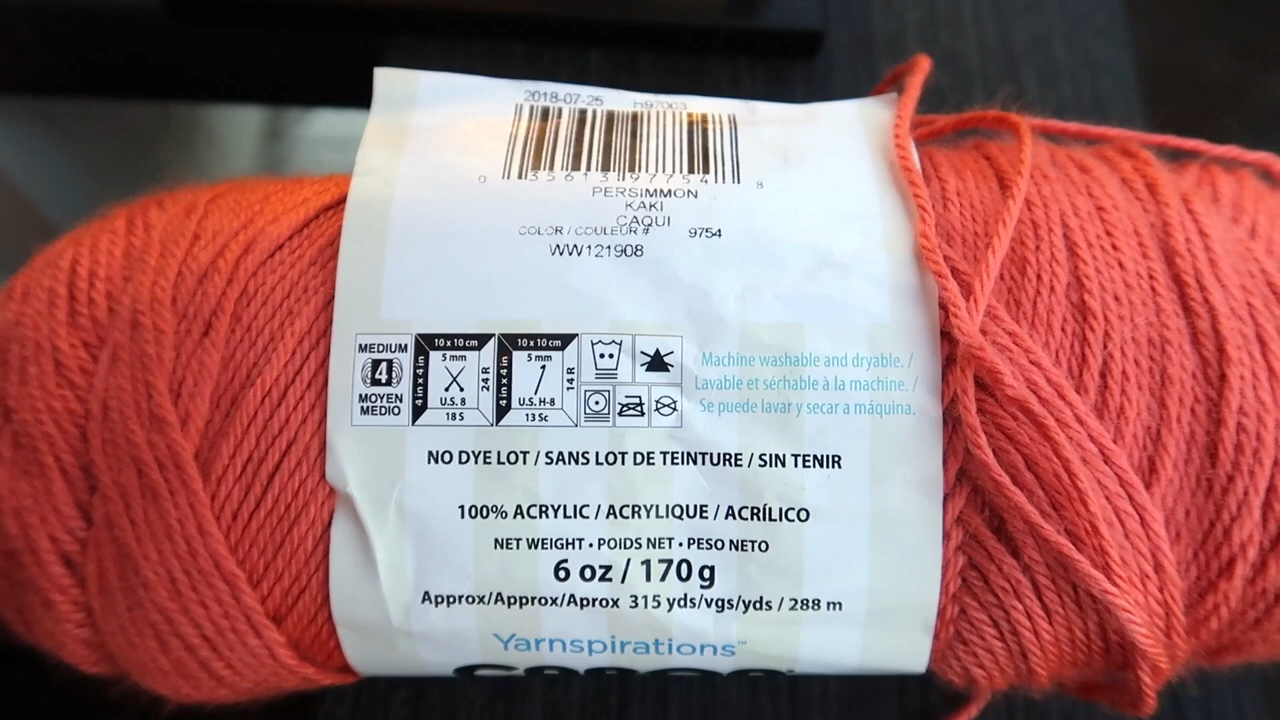 2018-07-25 H97003
0 35613 97754 8
PERSIMMON
KAKI
CAQUI
COLOR / COULEUR # 9754
WW121908
MEDIUM
4
MOYEN
MEDIO
10 x 10 cm
4 in x 4 in
5 mm
24 R
U.S. 8
18 S
10 x 10 cm
4 in x 4 in
5 mm
14 R
U.S. H-8
13 Sc
Machine washable and dryable. /
Lavable et séchable à la machine. /
Se puede lavar y secar a máquina.
NO DYE LOT / SANS LOT DE TEINTURE / SIN TENIR
100% ACRYLIC / ACRYLIQUE / ACRÍLICO
NET WEIGHT • POIDS NET • PESO NETO
6 oz / 170 g
Approx/Approx/Aprox 315 yds/vgs/yds / 288 m
Yarnspirations™